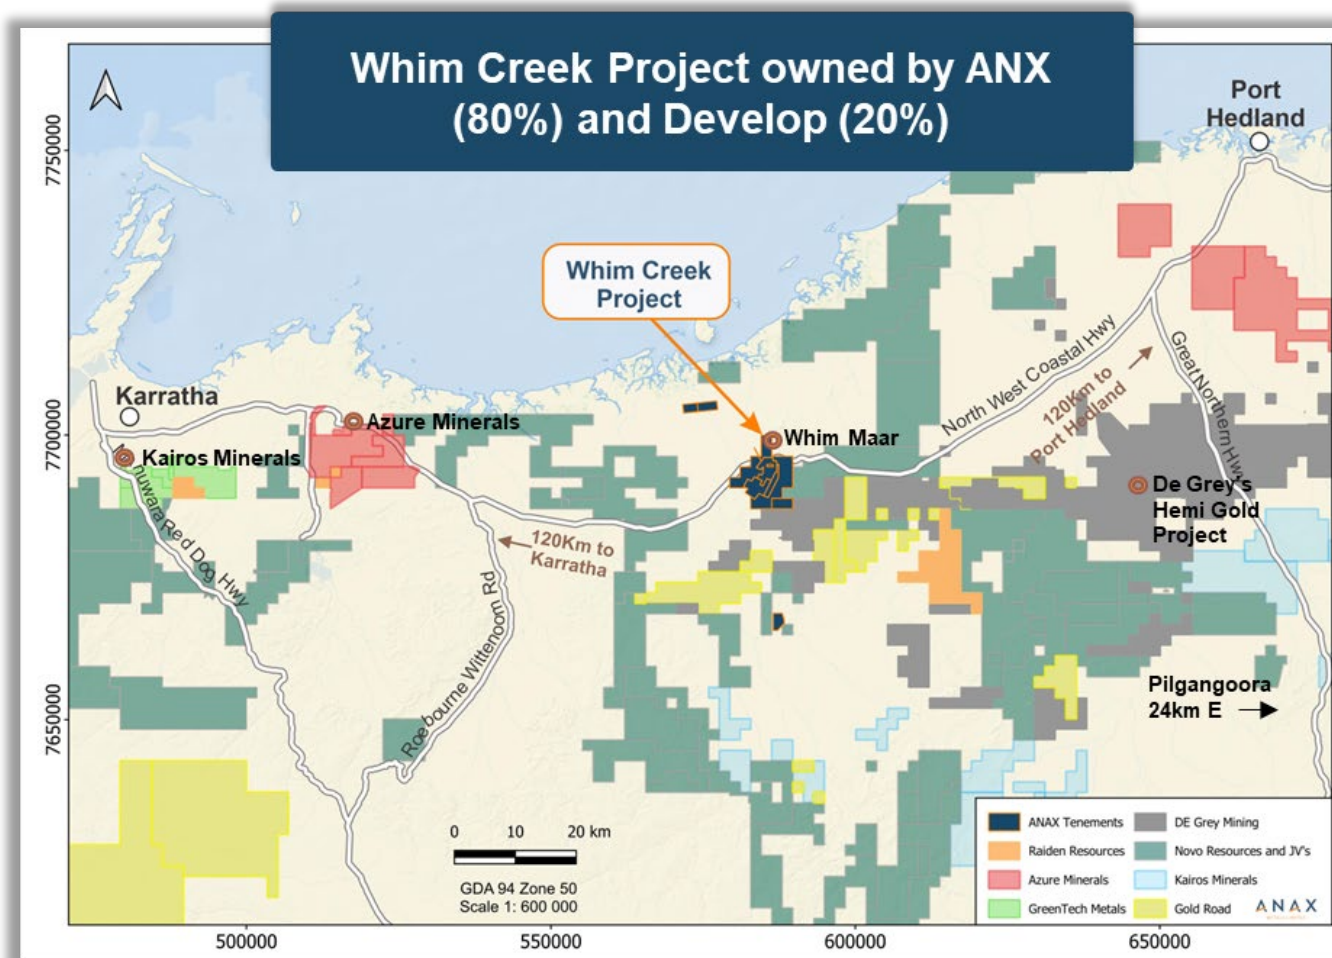 Whim Creek Project owned by ANX
(80%) and Develop (20%)
Port
Hedland
7750000
7700000
7650000
Whim Creek
Project
Karratha
Azure Minerals
Kairos Minerals
Whim Maar
North West Coastal Hwy
120Km to
Port Hedland
Great Northern Hwy
De Grey's
Hemi Gold
Project
120Km to
Karratha
Red Dog Hwy
Roebourne Wittenoom Rd
Pilgangoora
24km E
0 10 20 km
GDA 94 Zone 50
Scale 1: 600 000
ANAX Tenements
Raiden Resources
Azure Minerals
GreenTech Metals
DE Grey Mining
Novo Resources and JV's
Kairos Minerals
Gold Road
ANAX
500000
550000
600000
650000